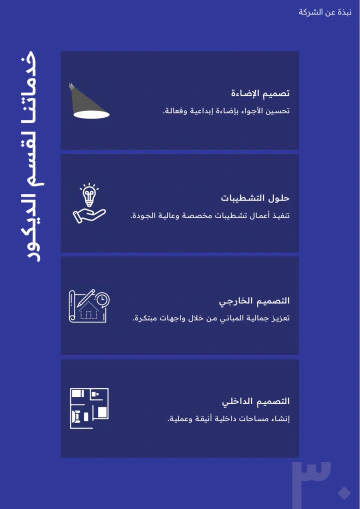 نبذة عن الشركة
خدماتنا لقسم الديكور
تصميم الإضاءة
تحسين الأجواء بإضاءة إبداعية وفعالة.
حلول التشطيبات
تنفيذ أعمال تشطيبات مخصصة وعالية الجودة.
التصميم الخارجي
تعزيز جمالية المباني من خلال واجهات مبتكرة.
التصميم الداخلي
إنشاء مساحات داخلية أنيقة وعملية.
٣٠